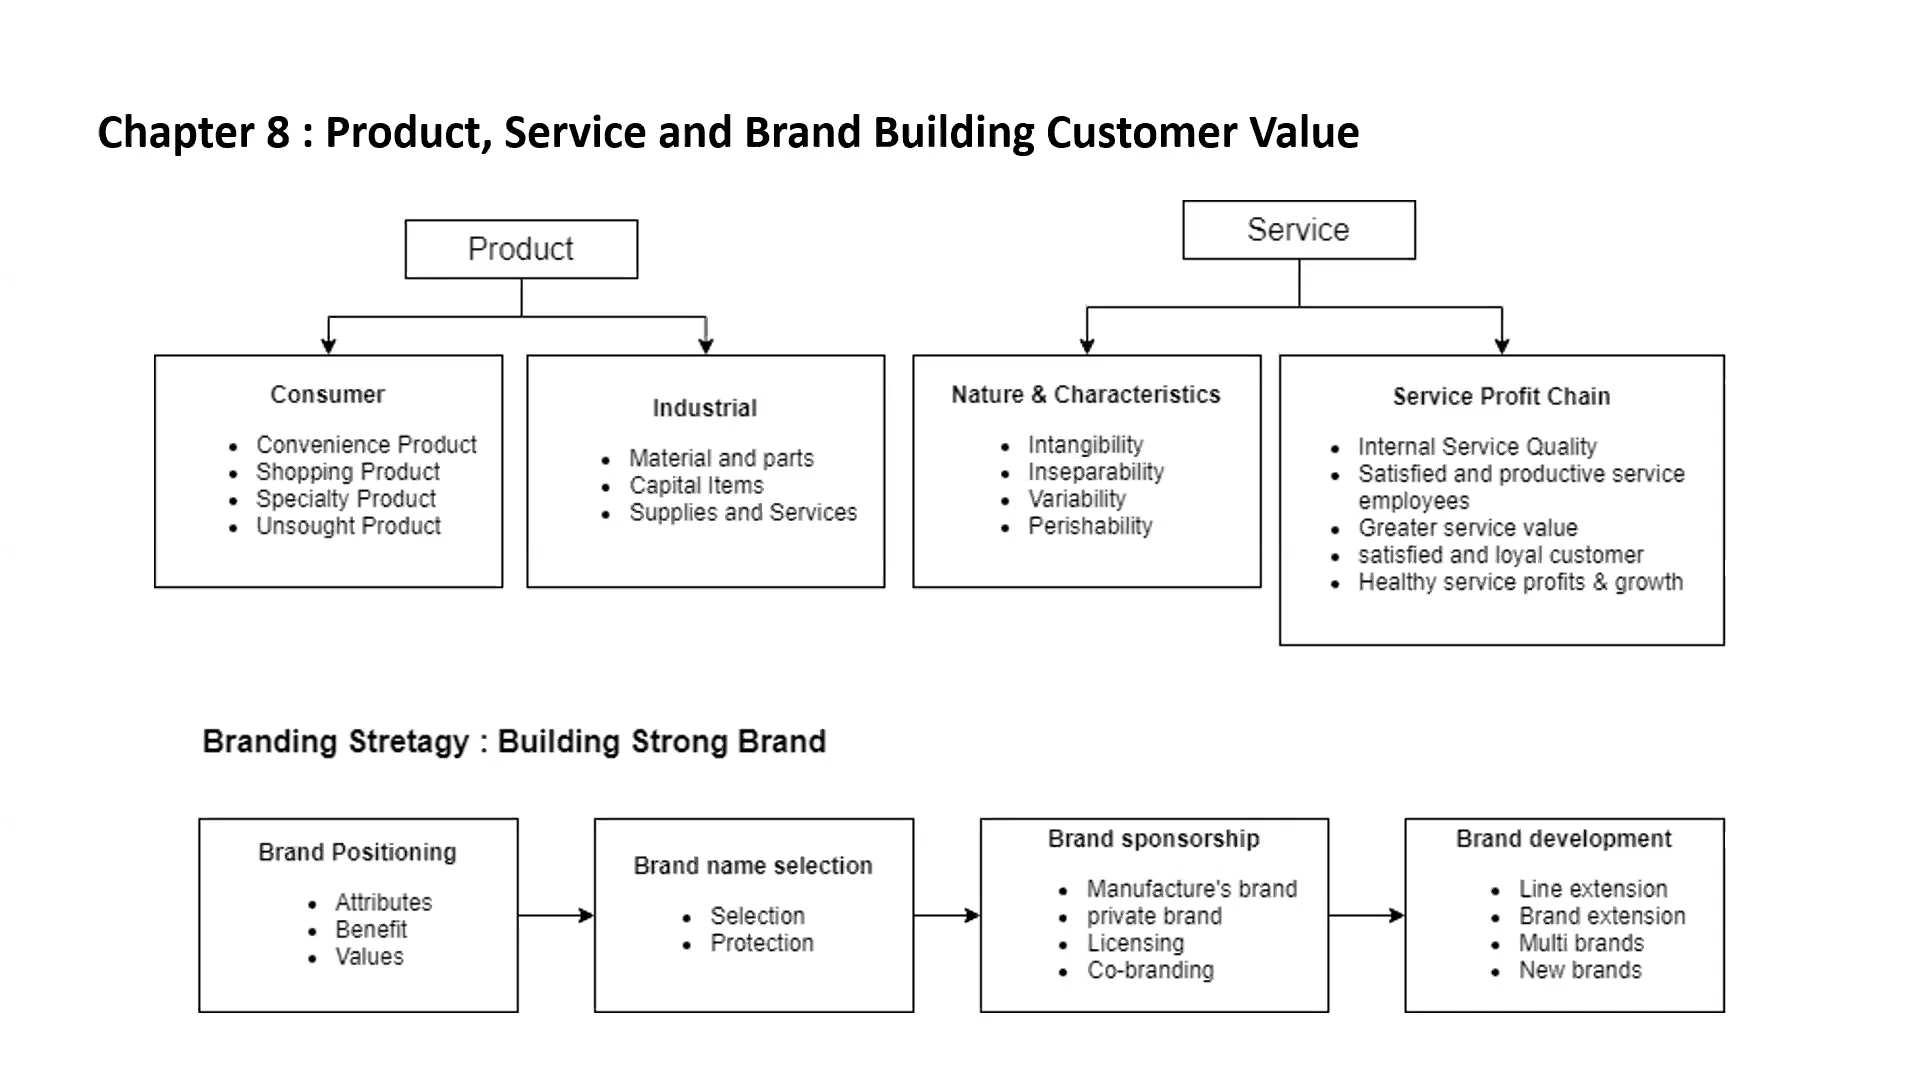 Chapter 8 : Product, Service and Brand Building Customer Value
Product
Consumer
Convenience Product
Shopping Product
Specialty Product
Unsought Product
Industrial
Material and parts
Capital Items
Supplies and Services
Service
Nature & Characteristics
Intangibility
Inseparability
Variability
Perishability
Service Profit Chain
Internal Service Quality
Satisfied and productive service
employees
Greater service value
satisfied and loyal customer
Healthy service profits & growth
Branding Stretagy : Building Strong Brand
Brand Positioning
Attributes
Benefit
Values
Brand name selection
Selection
Protection
Brand sponsorship
Manufacture's brand
private brand
Licensing
Co-branding
Brand development
Line extension
Brand extension
Multi brands
New brands